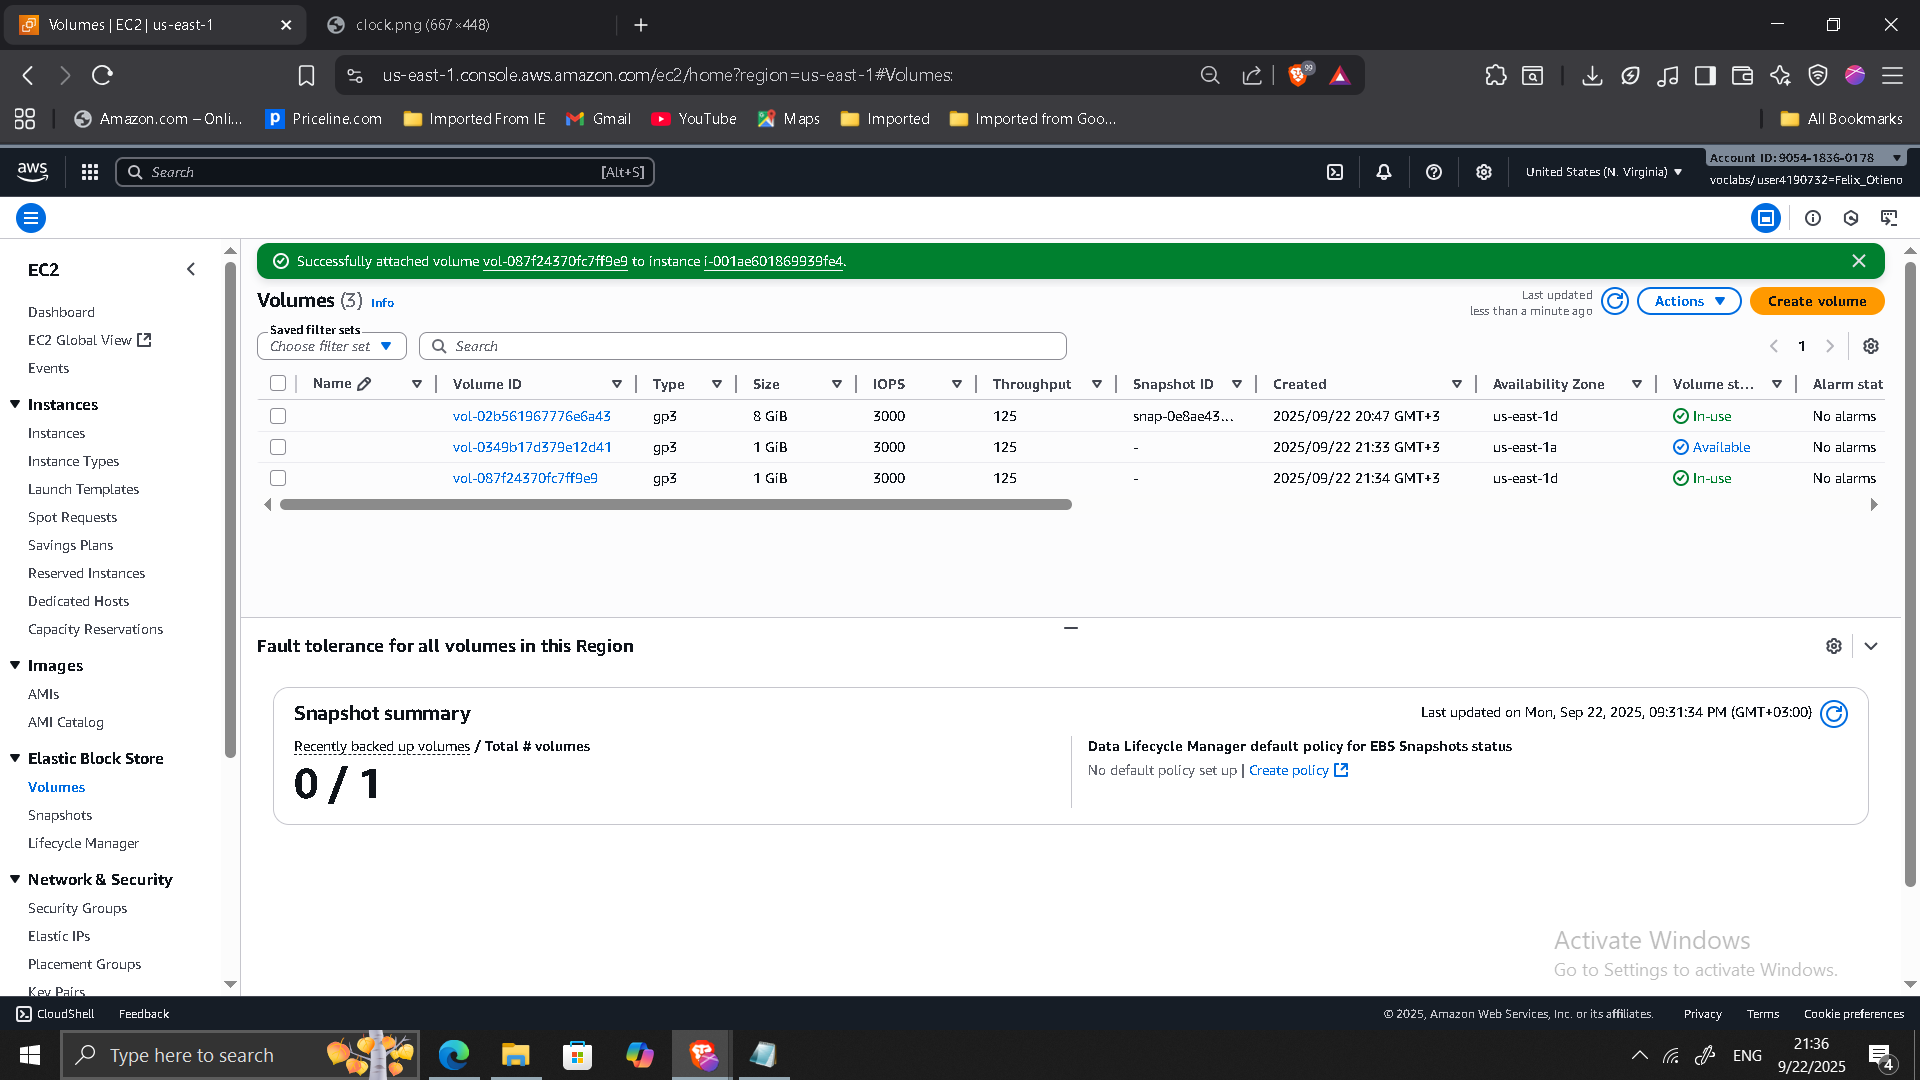 Volumes | EC2 | us-east-1
clock.png (667×448)
us-east-1.console.aws.amazon.com/ec2/home?region=us-east-1#Volumes:
99
Amazon.com – Onli...
Priceline.com
Imported From IE
Gmail
YouTube
Maps
Imported
Imported from Goo...
All Bookmarks
aws
Search
[Alt+S]
United States (N. Virginia)
Account ID: 9054-1836-0178
voclabs/user4190732=Felix_Otieno
EC2
Dashboard
EC2 Global View
Events
Instances
Instances
Instance Types
Launch Templates
Spot Requests
Savings Plans
Reserved Instances
Dedicated Hosts
Capacity Reservations
Images
AMIs
AMI Catalog
Elastic Block Store
Volumes
Snapshots
Lifecycle Manager
Network & Security
Security Groups
Elastic IPs
Placement Groups
Key Pairs
Successfully attached volume vol-087f24370fc7ff9e9 to instance i-001ae601869939fe4.
Volumes (3) Info
Last updated
less than a minute ago
Actions
Create volume
Saved filter sets
Choose filter set
Search
1
Name Volume ID Type Size IOPS Throughput Snapshot ID Created Availability Zone Volume st... Alarm stat
vol-02b561967776e6a43 gp3 8 GiB 3000 125 snap-0e8ae43... 2025/09/22 20:47 GMT+3 us-east-1d In-use No alarms
vol-0349b17d379e12d41 gp3 1 GiB 3000 125 - 2025/09/22 21:33 GMT+3 us-east-1a Available No alarms
vol-087f24370fc7ff9e9 gp3 1 GiB 3000 125 - 2025/09/22 21:34 GMT+3 us-east-1d In-use No alarms
Fault tolerance for all volumes in this Region
Snapshot summary
Last updated on Mon, Sep 22, 2025, 09:31:34 PM (GMT+03:00)
Recently backed up volumes / Total # volumes
0 / 1
Data Lifecycle Manager default policy for EBS Snapshots status
No default policy set up | Create policy
Activate Windows
Go to Settings to activate Windows.
CloudShell
Feedback
© 2025, Amazon Web Services, Inc. or its affiliates.
Privacy
Terms
Cookie preferences
Type here to search
ENG
21:36
9/22/2025
4